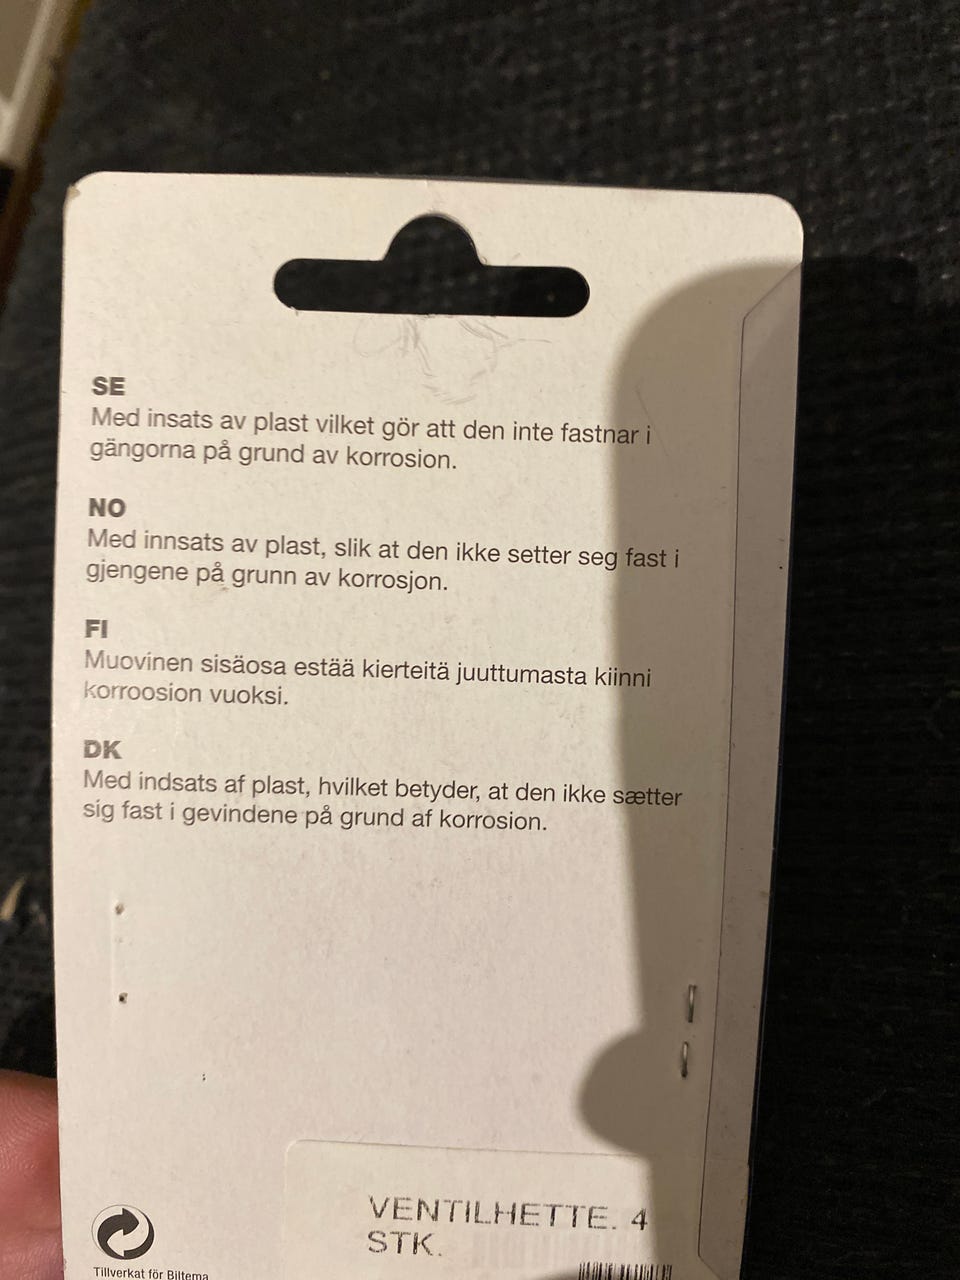 SE
Med insats av plast vilket gör att den inte fastnar i
gängorna på grund av korrosion.
NO
Med innsats av plast, slik at den ikke setter seg fast i
gjengene på grunn av korrosjon.
FI
Muovinen sisäosa estää kierteitä juuttumasta kiinni
korroosion vuoksi.
DK
Med indsats af plast, hvilket betyder, at den ikke sætter
sig fast i gevindene på grund af korrosion.
VENTILHETTE. 4
STK.
Tillverkat för Biltema